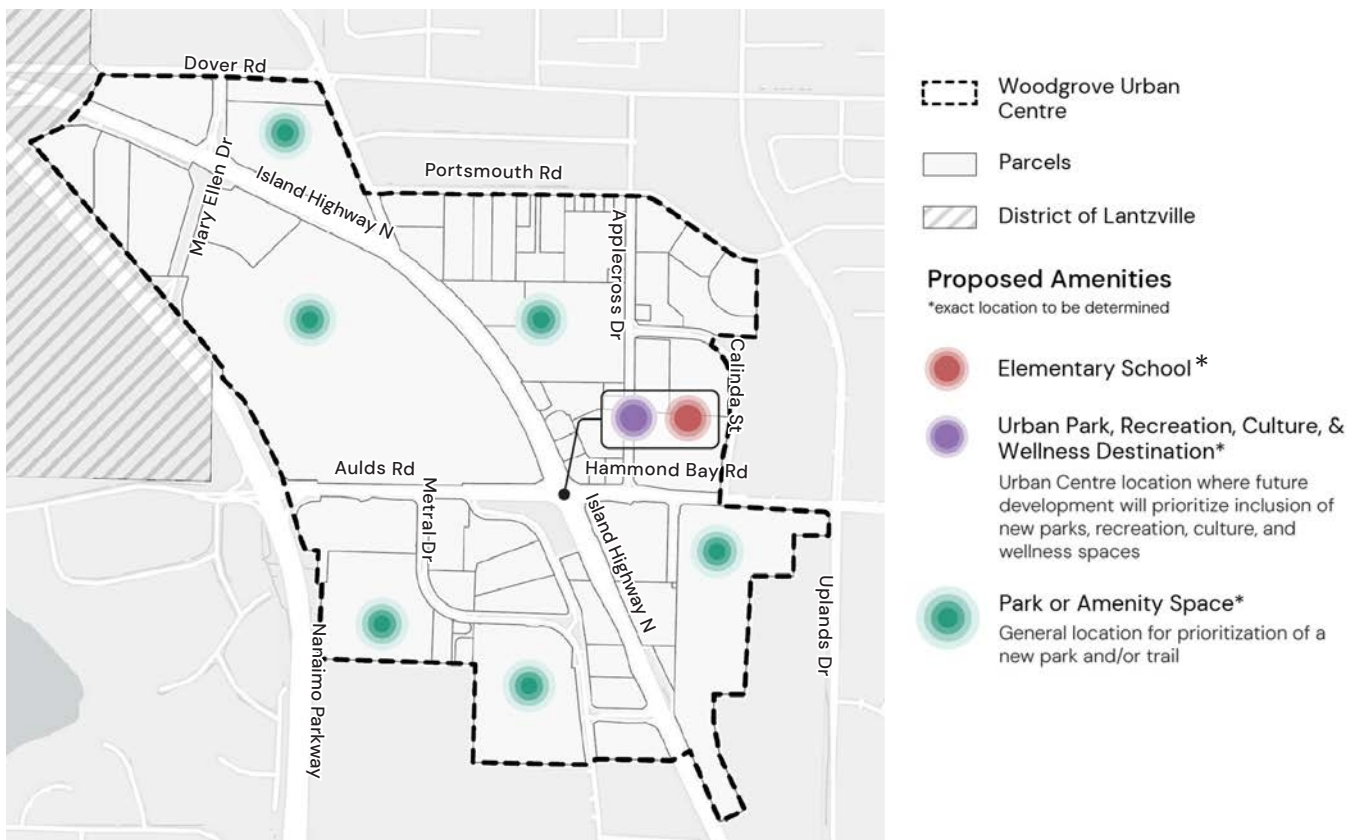 Dover Rd
Mary Ellen Dr
Island Highway N
Portsmouth Rd
Applecross Dr
Calinda St
Aulds Rd
Hammond Bay Rd
Metral Dr
Island Highway N
Uplands Dr
Nanaimo Parkway
Woodgrove Urban
Centre
Parcels
District of Lantzville
Proposed Amenities
*exact location to be determined
Elementary School*
Urban Park, Recreation, Culture, &
Wellness Destination*
Urban Centre location where future
development will prioritize inclusion of
new parks, recreation, culture, and
wellness spaces
Park or Amenity Space*
General location for prioritization of a
new park and/or trail